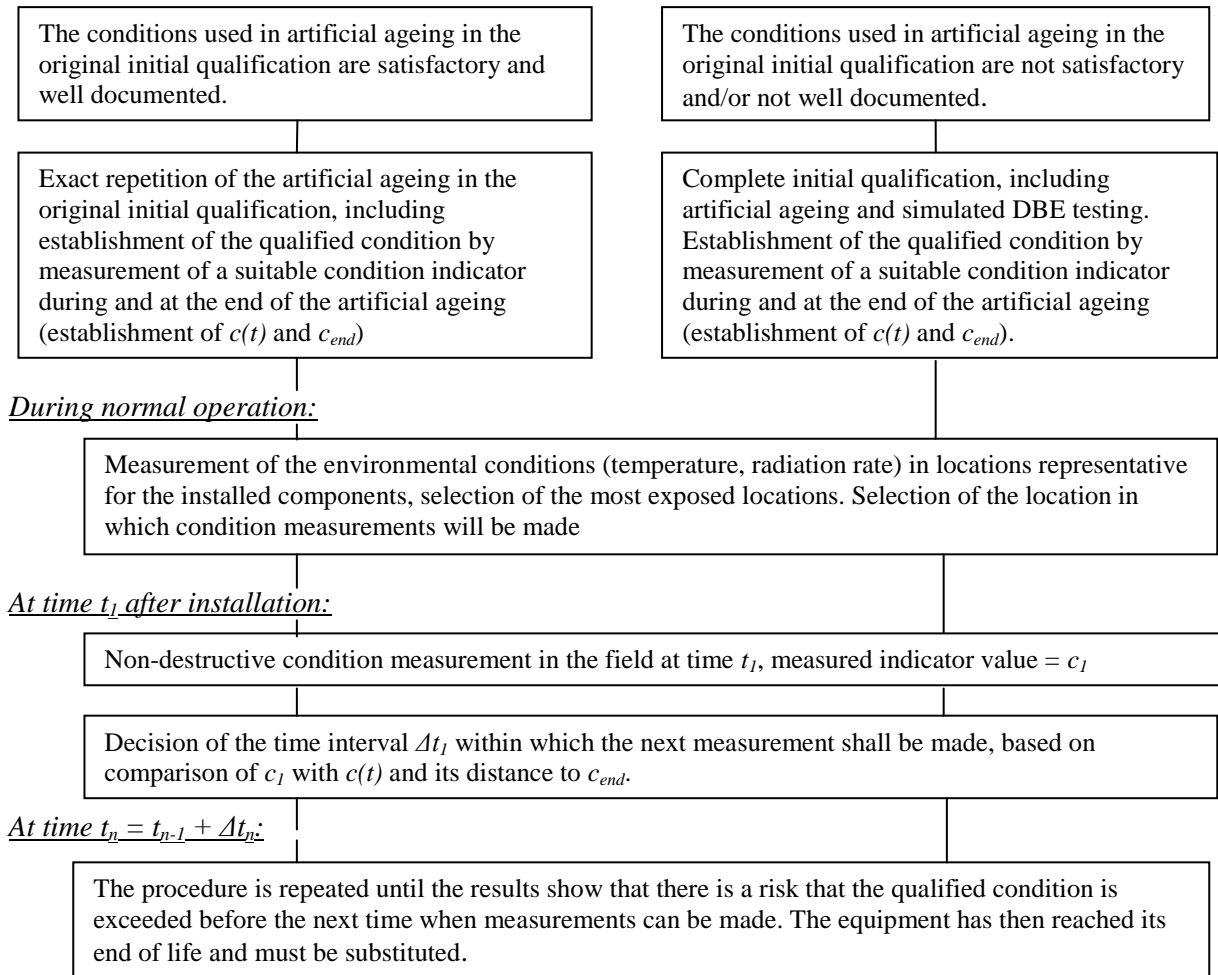 The conditions used in artificial ageing in the
original initial qualification are satisfactory and
well documented.
The conditions used in artificial ageing in the
original initial qualification are not satisfactory
and/or not well documented.
Exact repetition of the artificial ageing in the
original initial qualification, including
establishment of the qualified condition by
measurement of a suitable condition indicator
during and at the end of the artificial ageing
(establishment of c(t) and c_end)
Complete initial qualification, including
artificial ageing and simulated DBE testing.
Establishment of the qualified condition by
measurement of a suitable condition indicator
during and at the end of the artificial ageing
(establishment of c(t) and c_end).
During normal operation:
Measurement of the environmental conditions (temperature, radiation rate) in locations representative
for the installed components, selection of the most exposed locations. Selection of the location in
which condition measurements will be made
At time t_1 after installation:
Non-destructive condition measurement in the field at time t_1, measured indicator value = c_1
Decision of the time interval Δt_1 within which the next measurement shall be made, based on
comparison of c_1 with c(t) and its distance to c_end.
At time t_n = t_n-1 + Δt_n:
The procedure is repeated until the results show that there is a risk that the qualified condition is
exceeded before the next time when measurements can be made. The equipment has then reached its
end of life and must be substituted.